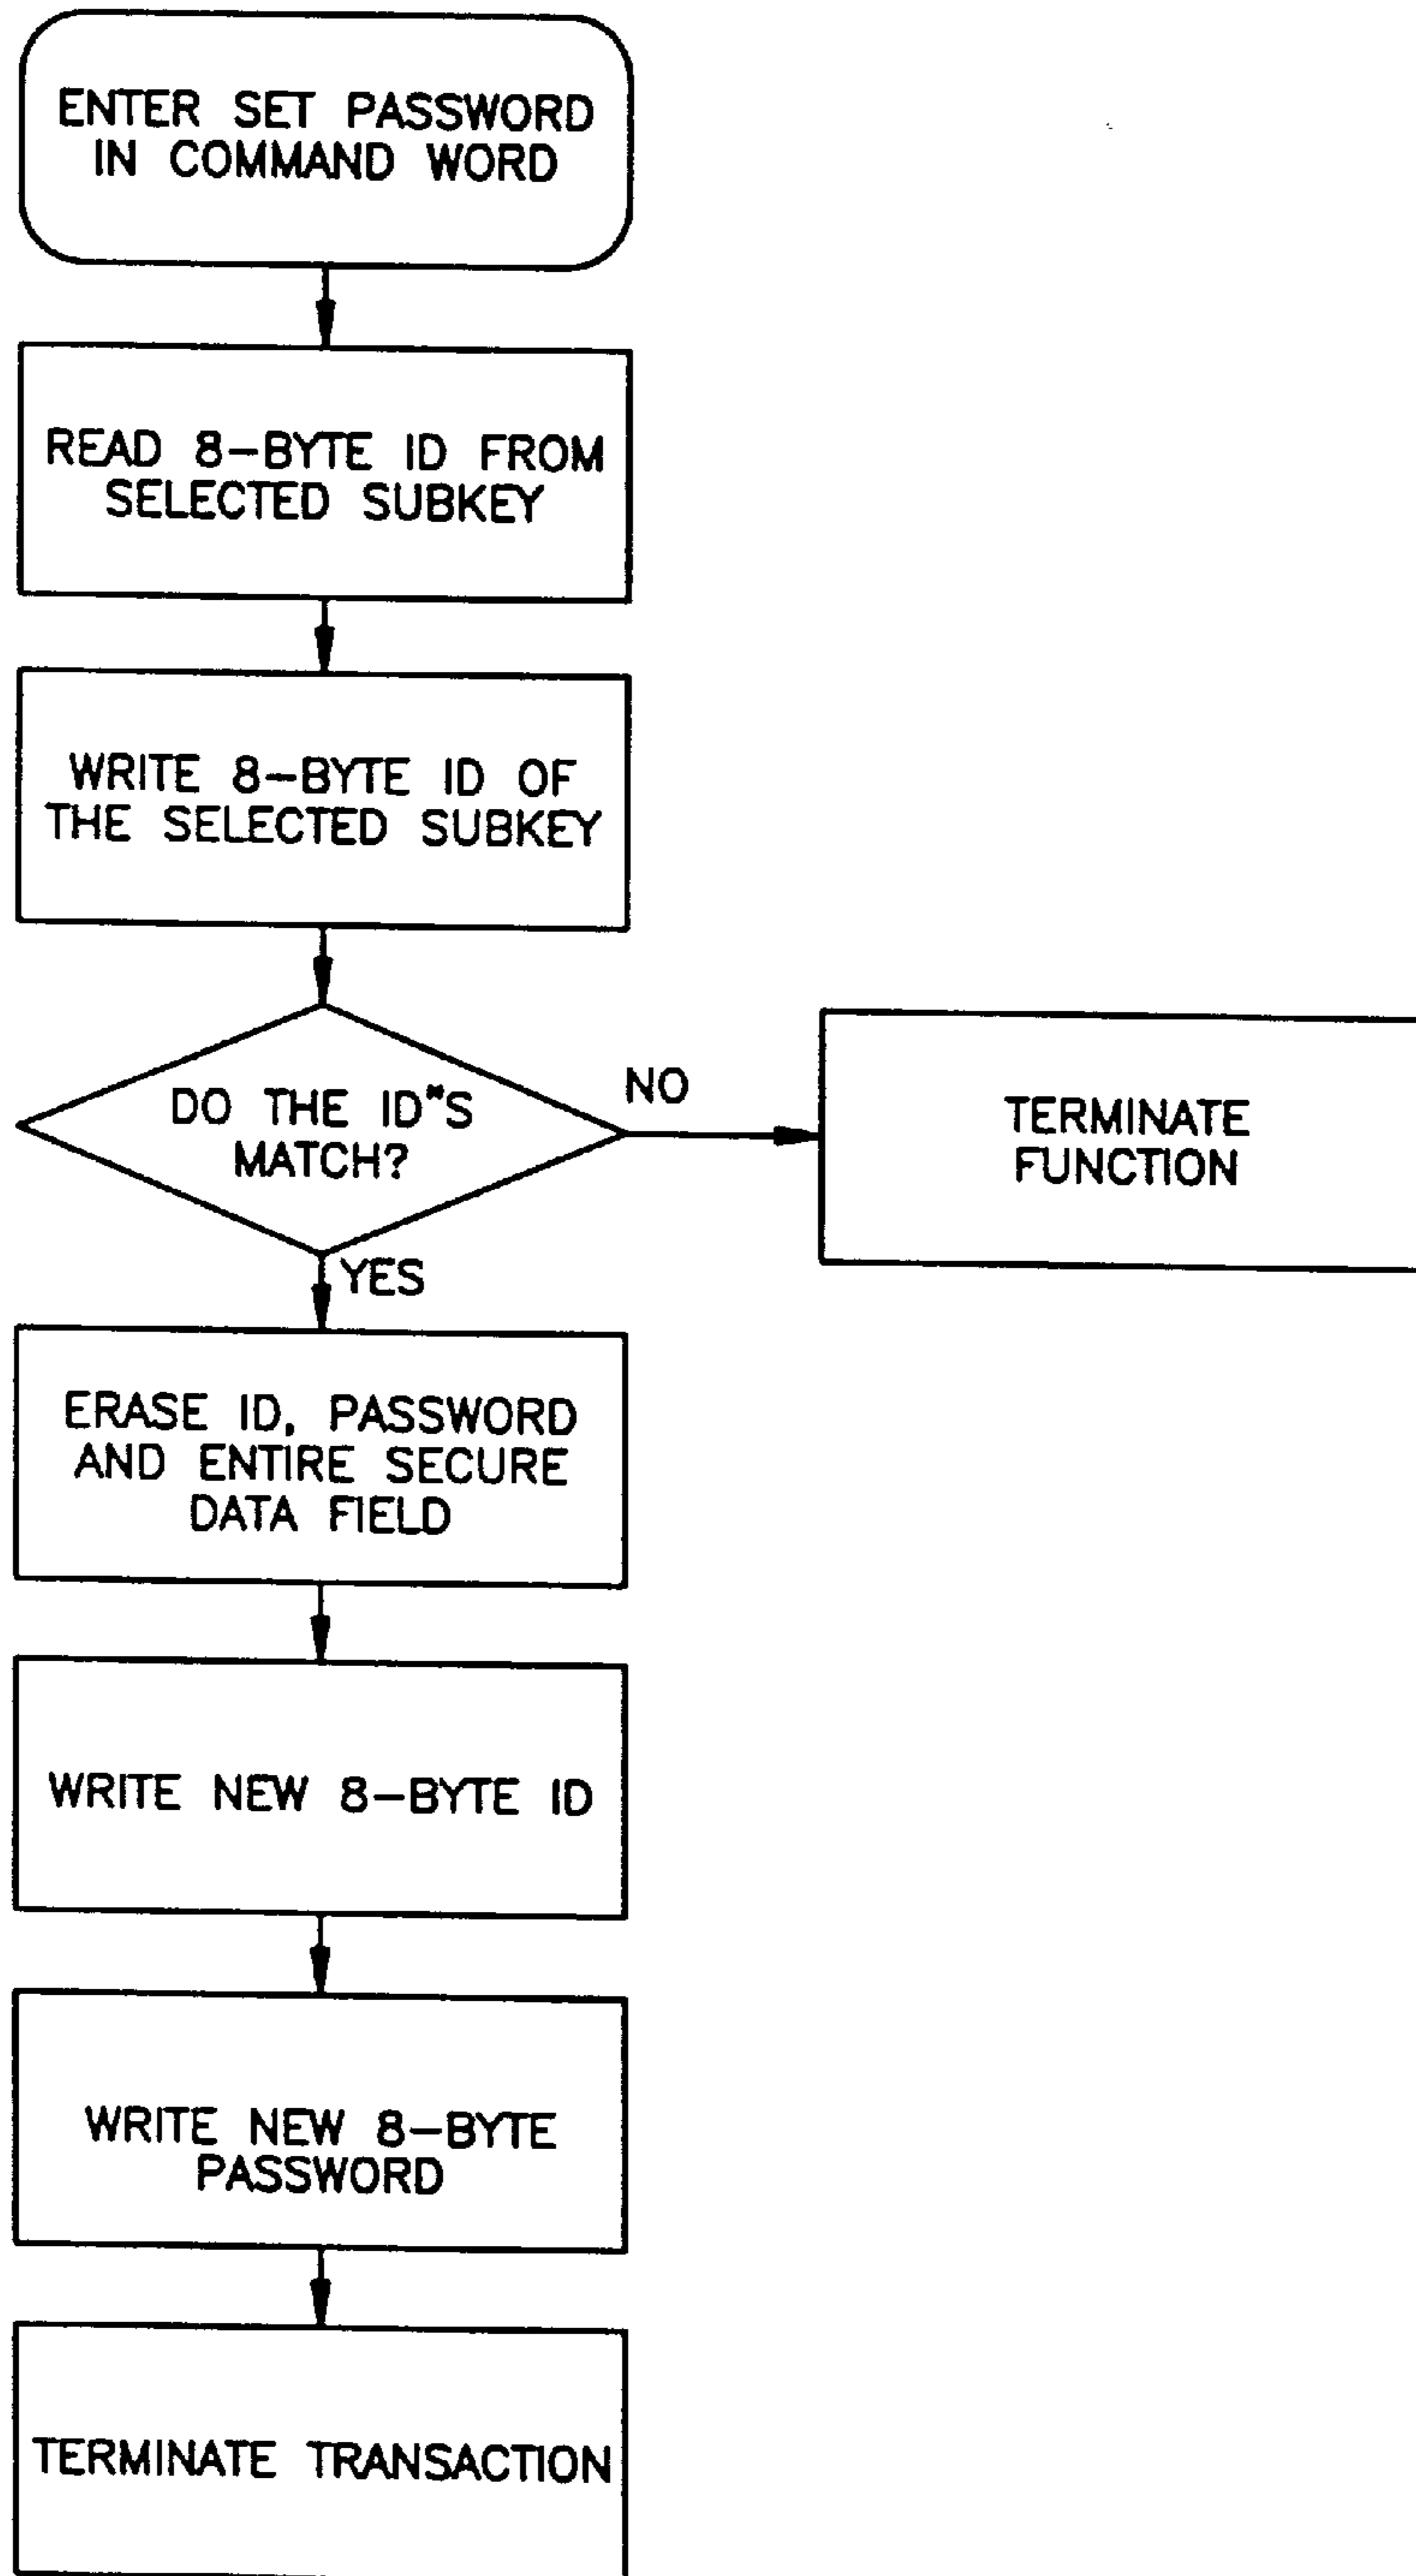 ENTER SET PASSWORD
IN COMMAND WORD
READ 8-BYTE ID FROM
SELECTED SUBKEY
WRITE 8-BYTE ID OF
THE SELECTED SUBKEY
DO THE ID"S
MATCH?
NO
TERMINATE
FUNCTION
YES
ERASE ID, PASSWORD
AND ENTIRE SECURE
DATA FIELD
WRITE NEW 8-BYTE ID
WRITE NEW 8-BYTE
PASSWORD
TERMINATE TRANSACTION